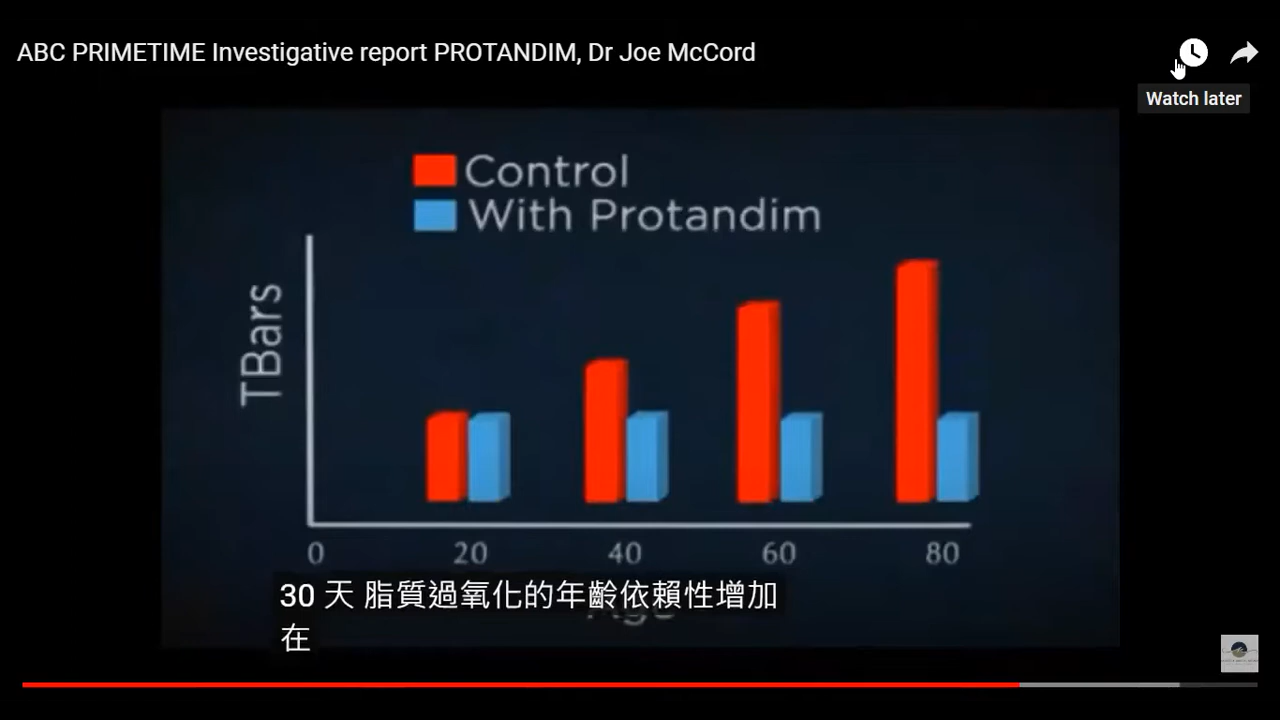 ABC PRIMETIME Investigative report PROTANDIM, Dr Joe McCord
Watch later
Control
With Protandim
TBars
0 20 40 60 80
Age
30 天 脂質過氧化的年齡依賴性增加
在